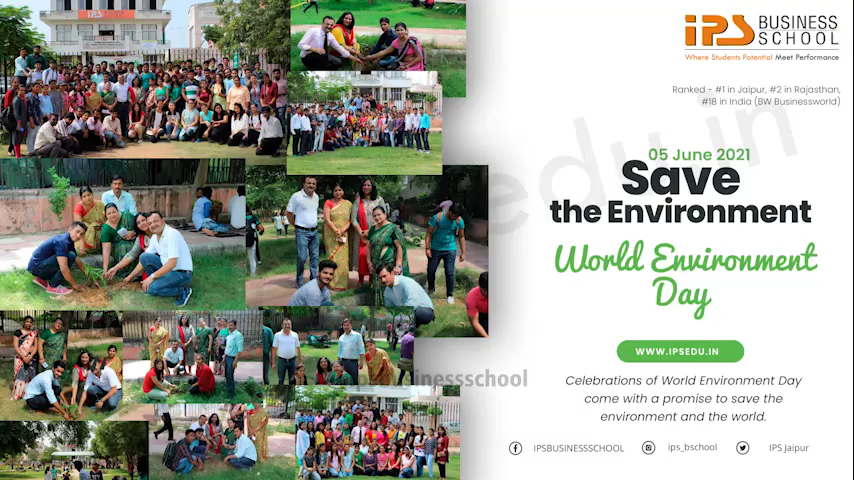 IPS
IPS BUSINESS
SCHOOL
Where Students Potential Meet Performance
Ranked - #1 in Jaipur, #2 in Rajasthan,
#18 in India (BW Businessworld)
05 June 2021
Save
the Environment
World Environment
Day
WWW.IPSEDU.IN
Celebrations of World Environment Day
come with a promise to save the
environment and the world.
IPSBUSINESSSCHOOL
ips_bschool
IPS Jaipur